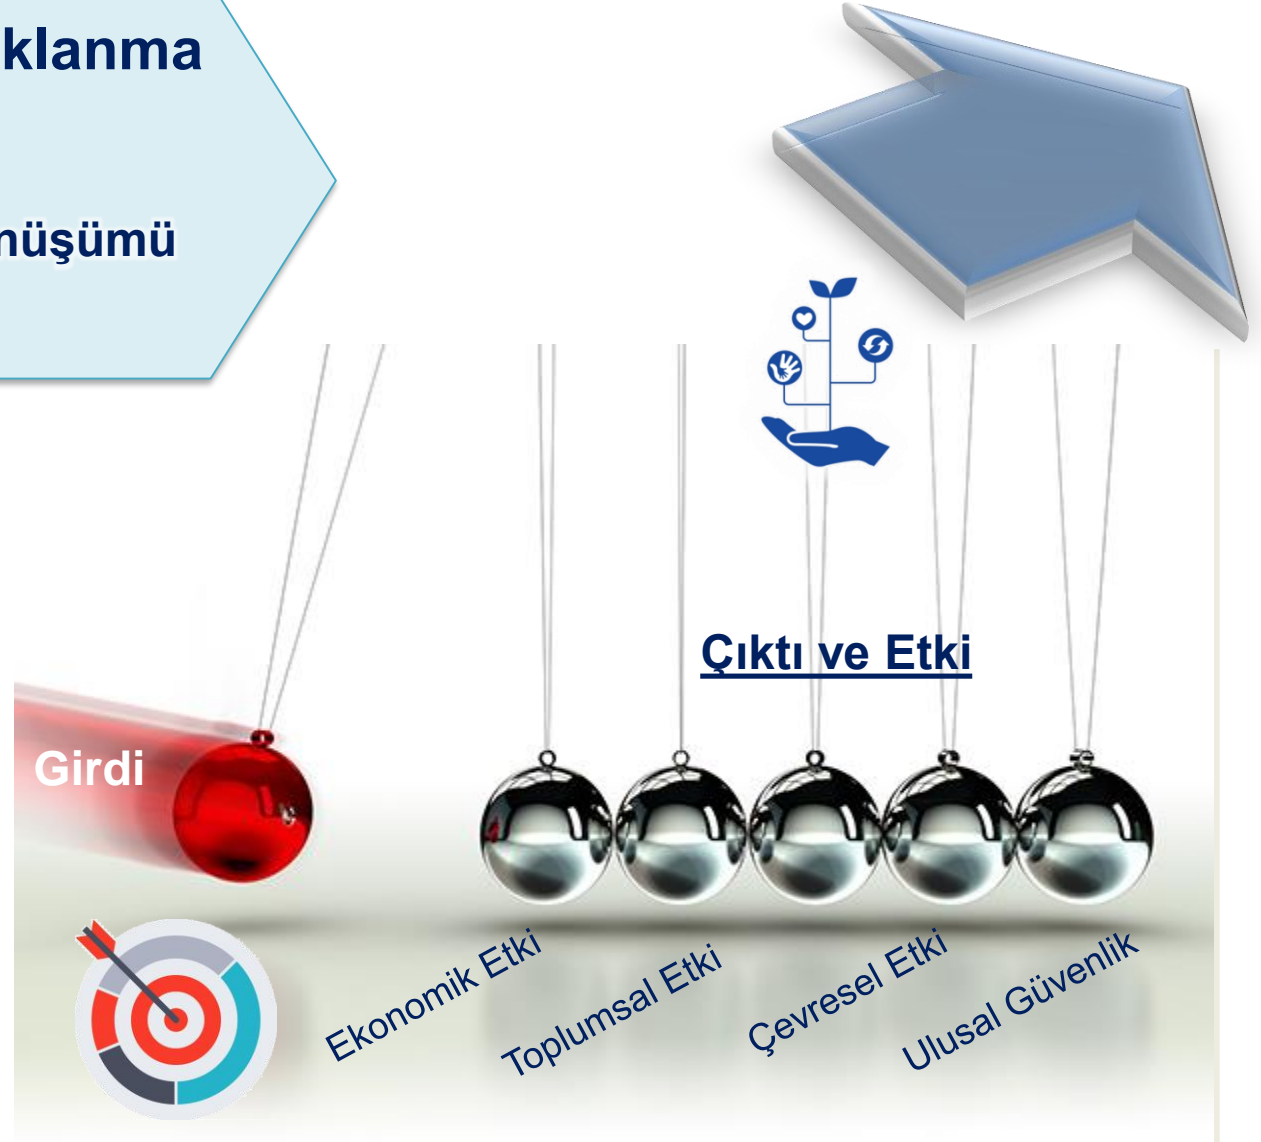 klanma
nüşümü
Çıktı ve Etki
Girdi
Ekonomik Etki
Toplumsal Etki
Çevresel Etki
Ulusal Güvenlik